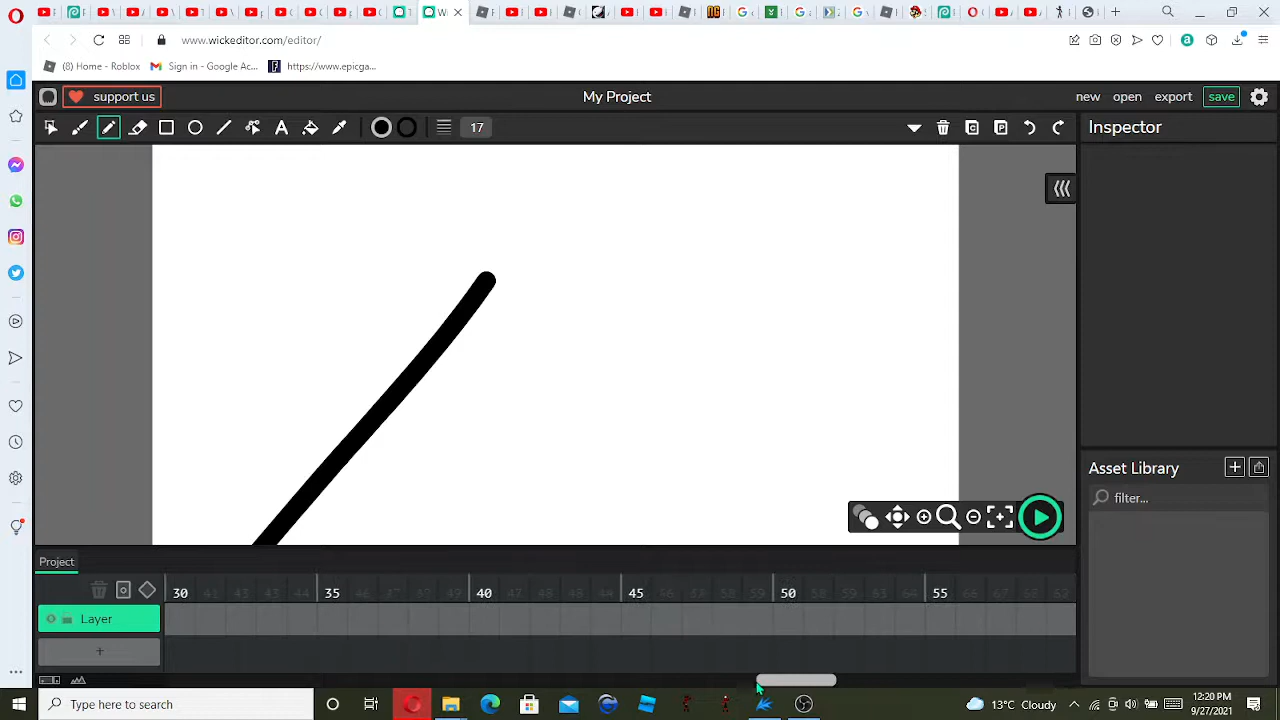 www.wickeditor.com/editor/
(8) Home - Roblox
Sign in - Google Ac...
https://www.epicga...
support us
My Project
new
open
export
save
17
Inspector
Asset Library
filter...
Project
30
35
40
45
50
55
Layer
+
Type here to search
13°C Cloudy
12:20 PM
9/27/2021